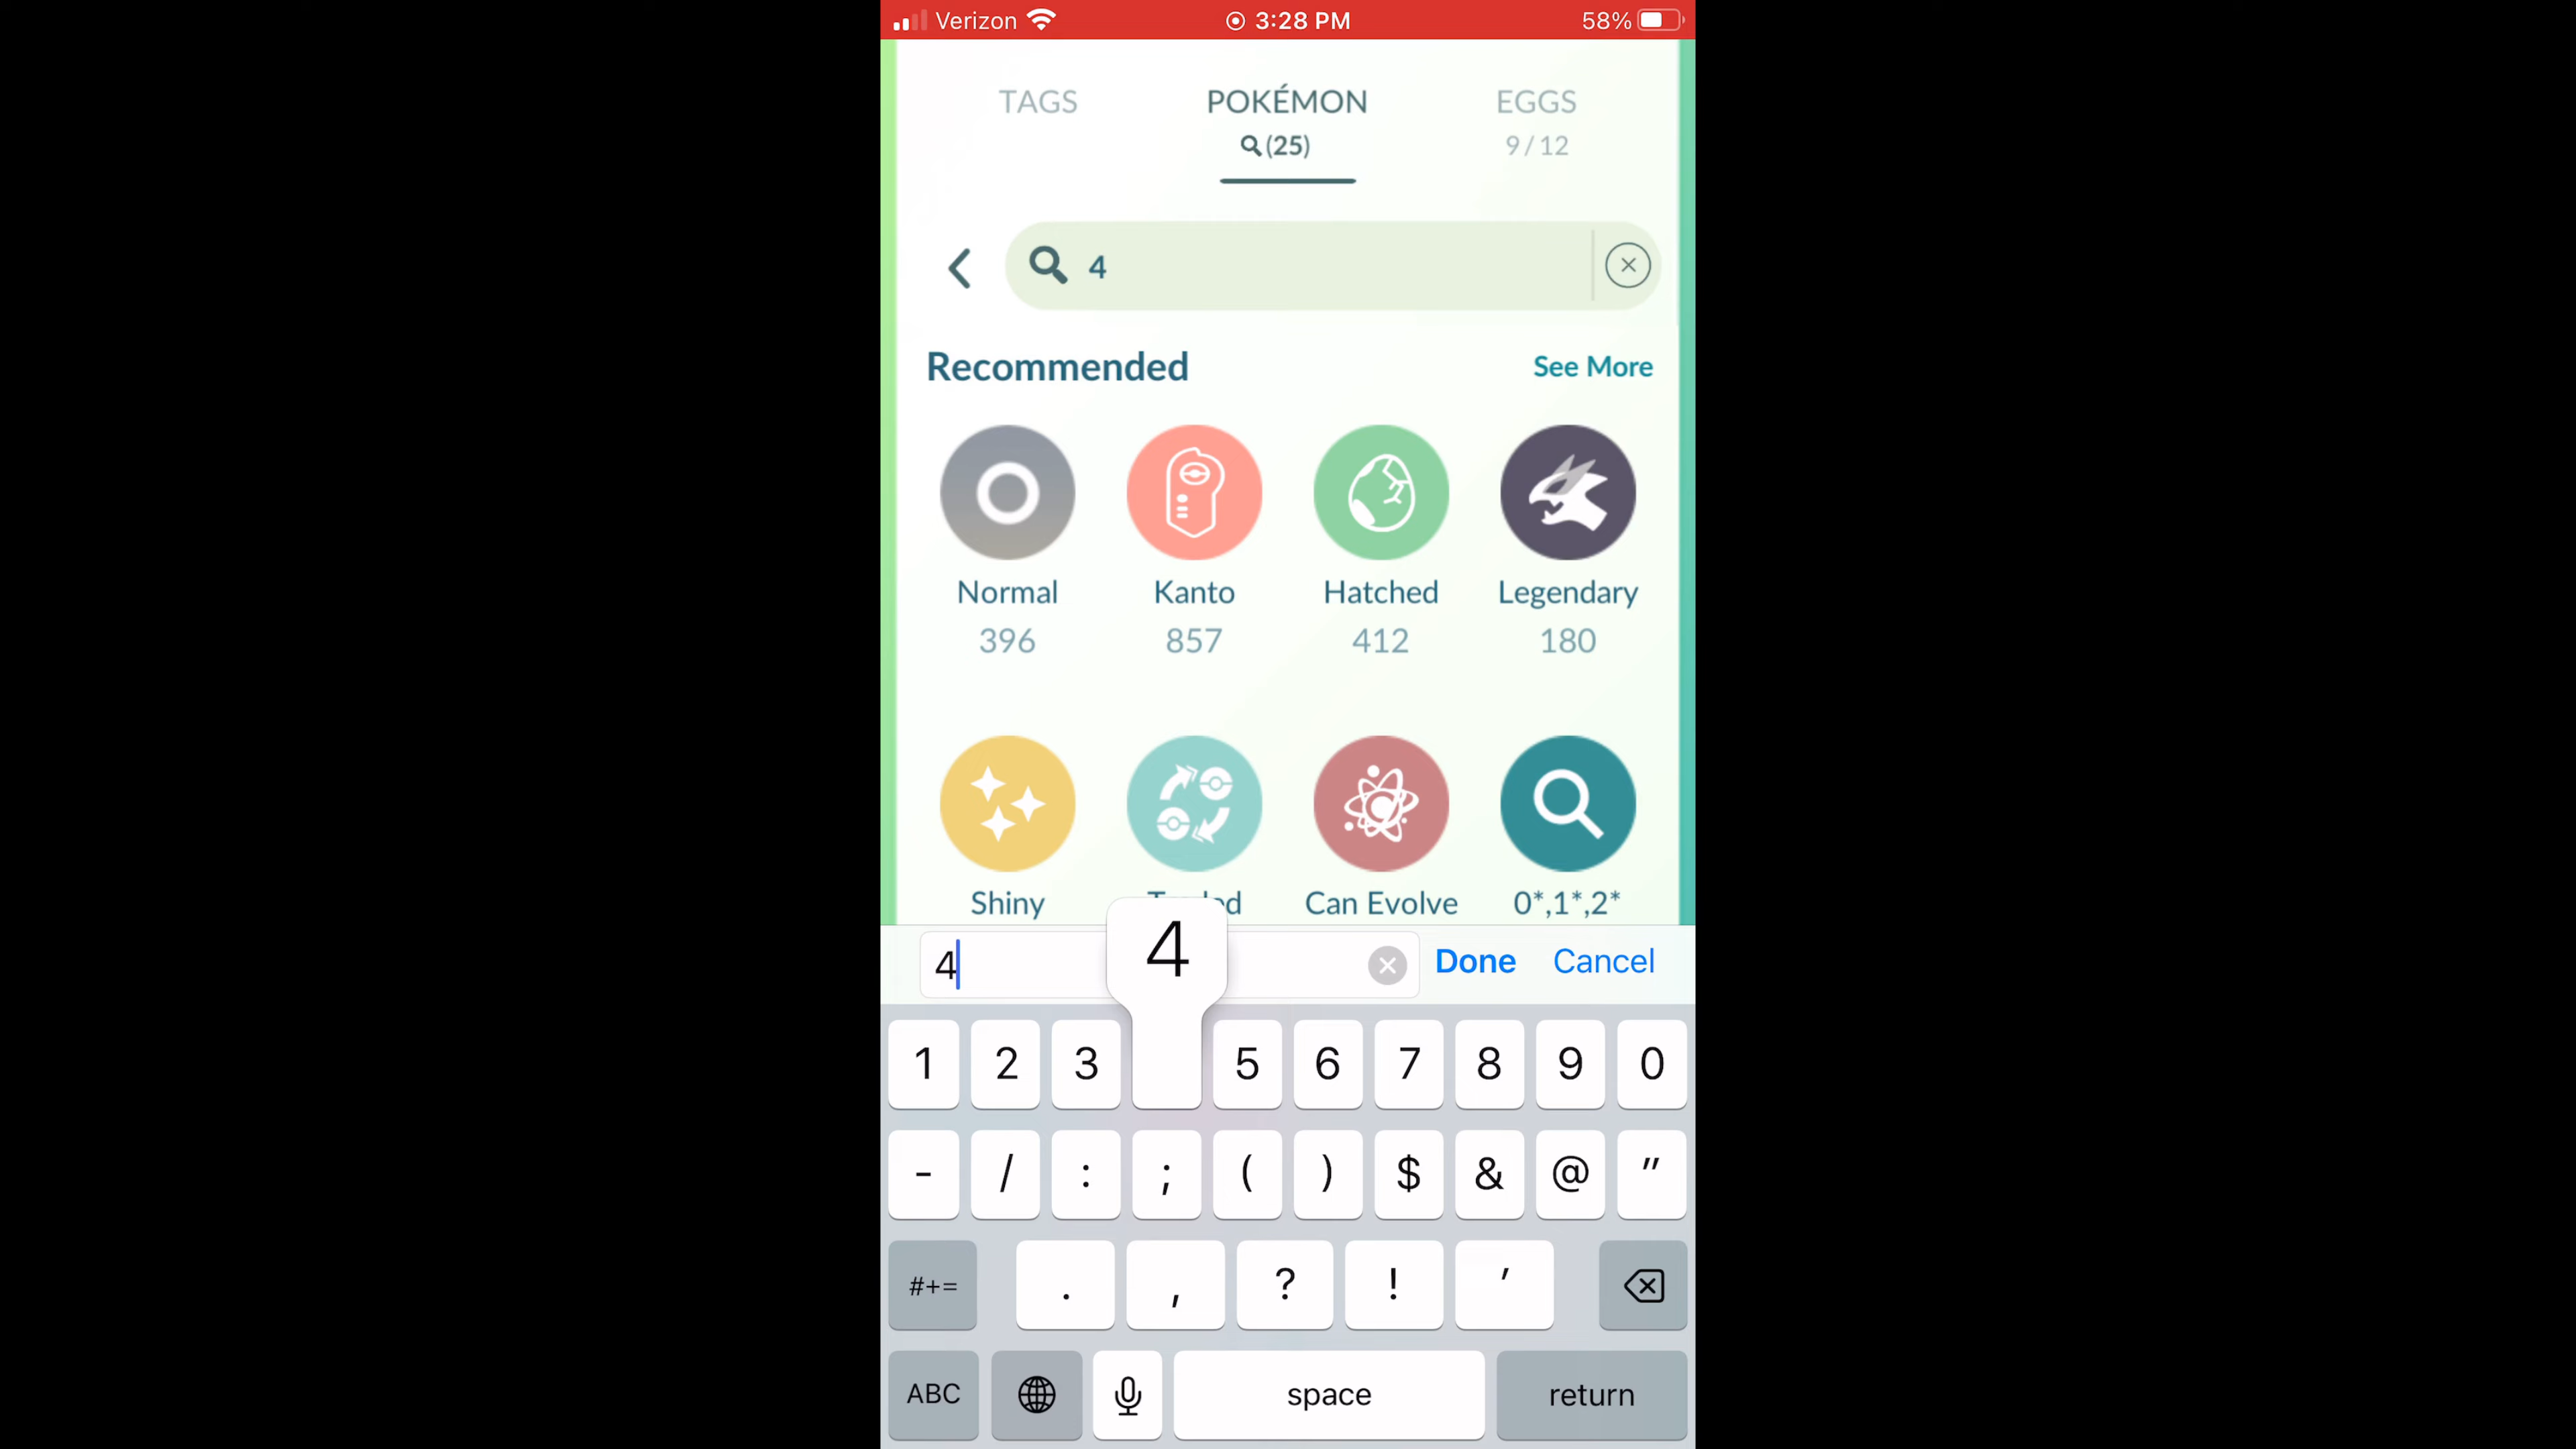 Verizon 3:28 PM 58%
TAGS POKÉMON EGGS
(25) 9 / 12
4
Recommended See More
Normal Kanto Hatched Legendary
396 857 412 180
Shiny Can Evolve 0*,1*,2*
4 4 Done Cancel
1 2 3 5 6 7 8 9 0
- / : ; ( ) $ & @ "
#+= . , ? ! '
ABC space return